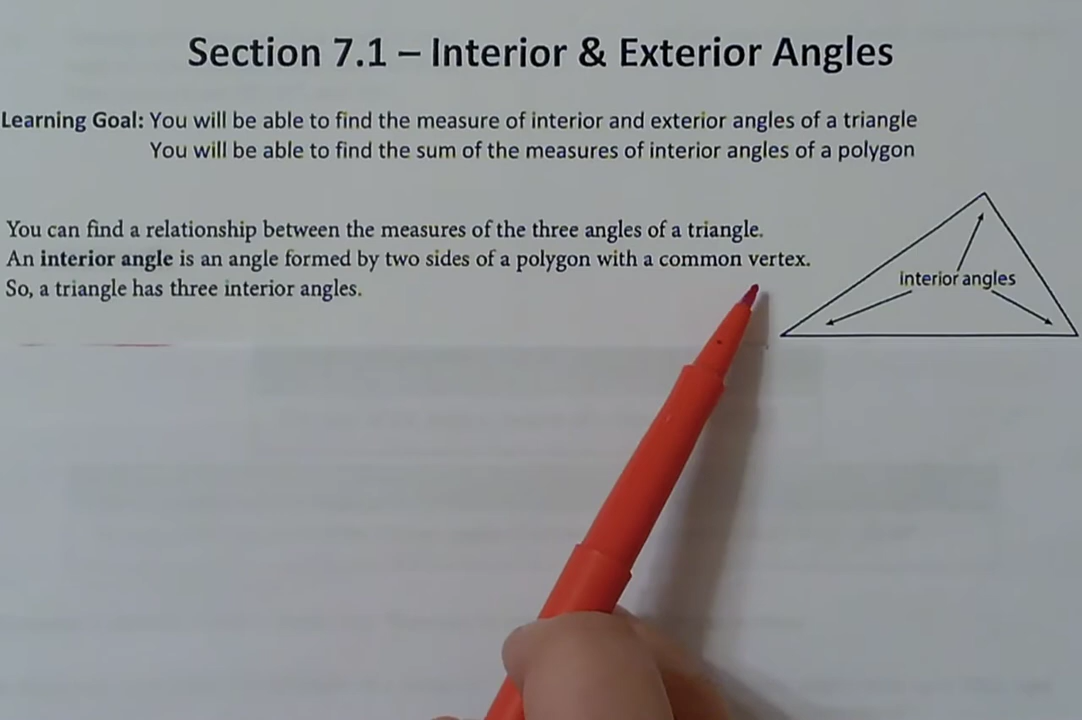 Section 7.1 – Interior & Exterior Angles
Learning Goal: You will be able to find the measure of interior and exterior angles of a triangle
You will be able to find the sum of the measures of interior angles of a polygon
You can find a relationship between the measures of the three angles of a triangle.
An interior angle is an angle formed by two sides of a polygon with a common vertex.
So, a triangle has three interior angles.
interior angles